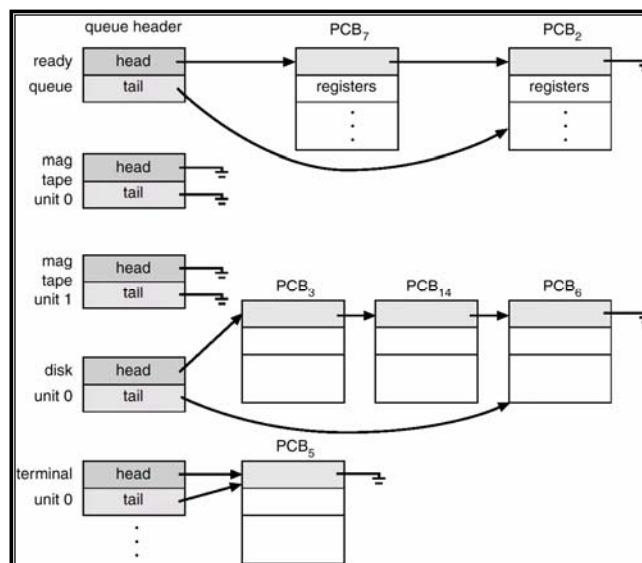 queue header PCB7 PCB2
ready head
queue tail registers registers
mag head
tape
unit 0 tail
mag head
tape
unit 1 tail
PCB3 PCB14 PCB6
disk head
unit 0 tail
PCB5
terminal head
unit 0 tail